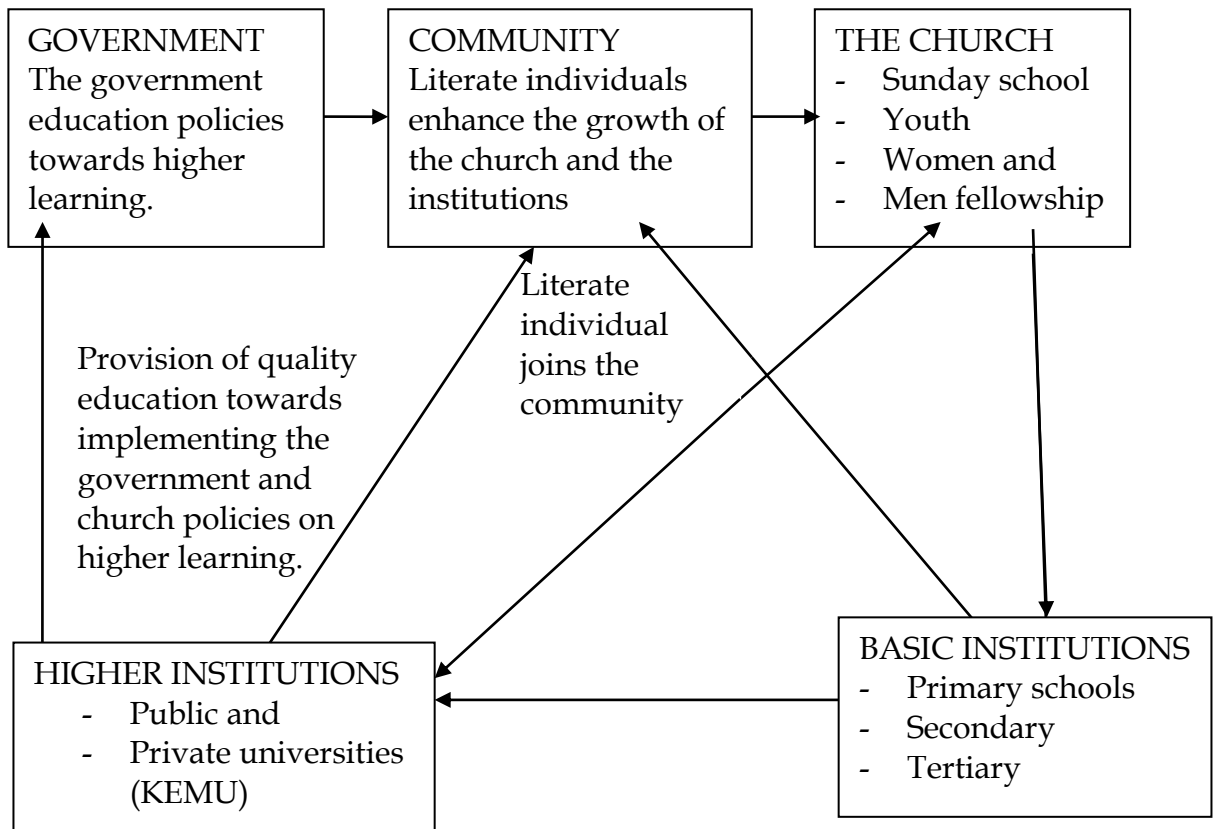 GOVERNMENT
The government
education policies
towards higher
learning.
COMMUNITY
Literate individuals
enhance the growth of
the church and the
institutions
THE CHURCH
- Sunday school
- Youth
- Women and
- Men fellowship
Literate
individual
joins the
community
Provision of quality
education towards
implementing the
government and
church policies on
higher learning.
HIGHER INSTITUTIONS
- Public and
- Private universities
(KEMU)
BASIC INSTITUTIONS
- Primary schools
- Secondary
- Tertiary